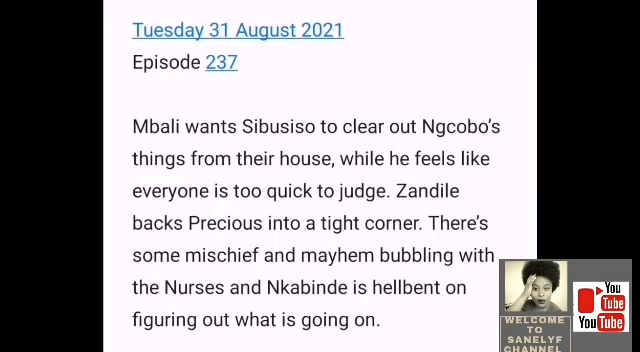 Tuesday 31 August 2021
Episode 237
Mbali wants Sibusiso to clear out Ngcobo's
things from their house, while he feels like
everyone is too quick to judge. Zandile
backs Precious into a tight corner. There's
some mischief and mayhem bubbling with
the Nurses and Nkabinde is hellbent on
figuring out what is going on.
WELCOME
TO
SANELYF
CHANNEL
You
Tube
YouTube